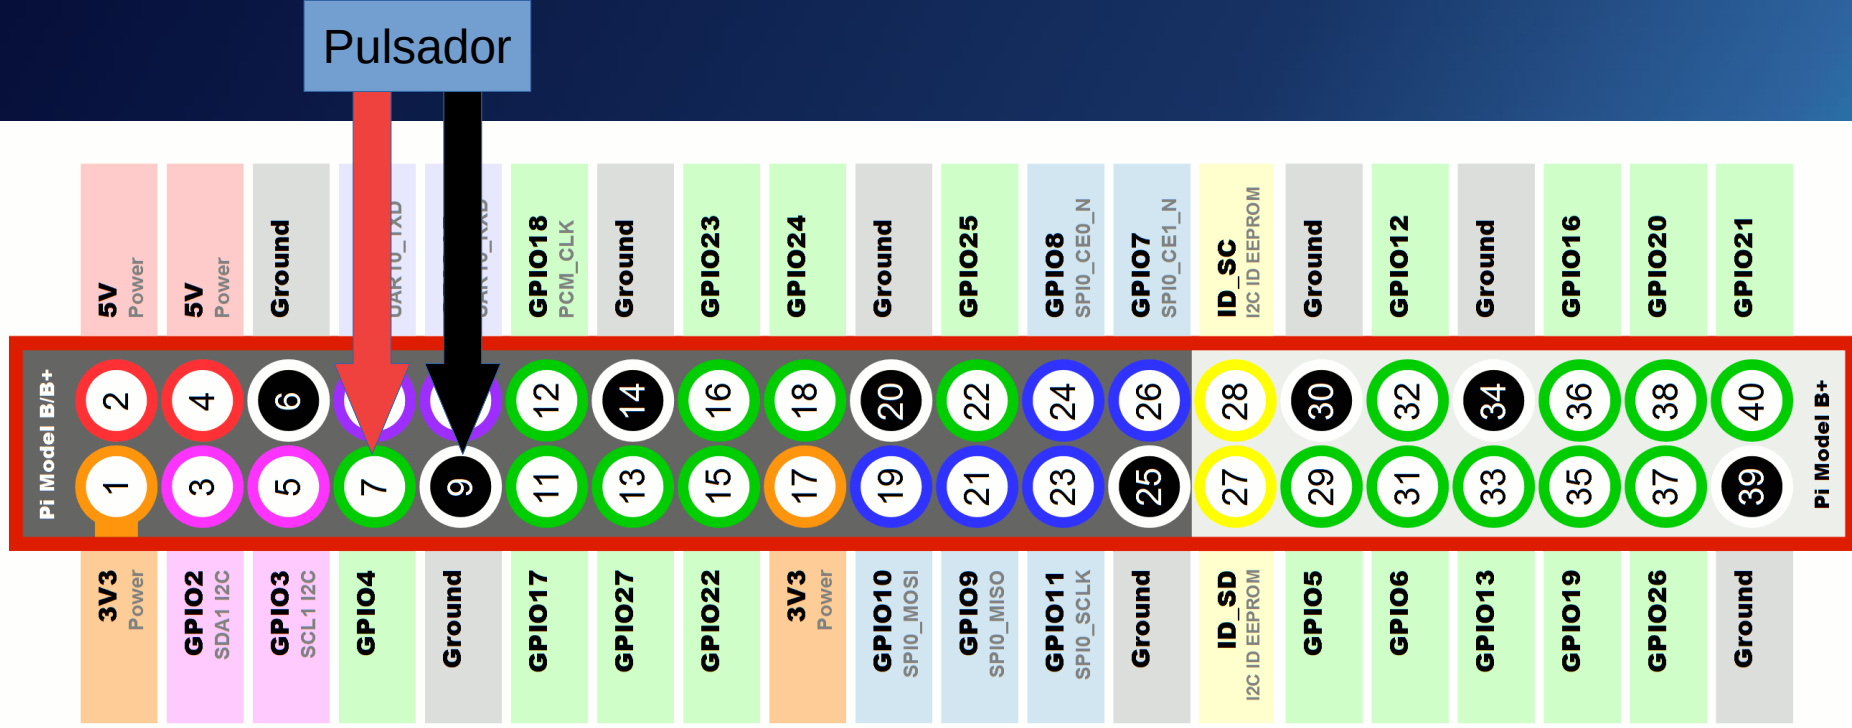 Pulsador
5V
Power
5V
Power
Ground
UART0_TXD
UART0_RXD
GPIO18
PCM_CLK
Ground
GPIO23
GPIO24
Ground
GPIO25
GPIO8
SPI0_CE0_N
GPIO7
SPI0_CE1_N
ID_SC
I2C ID EEPROM
Ground
GPIO12
Ground
GPIO16
GPIO20
GPIO21
Pi Model B/B+
2 4 6 12 14 16 18 20 22 24 26 28 30 32 34 36 38 40
1 3 5 7 9 11 13 15 17 19 21 23 25 27 29 31 33 35 37 39
Pi Model B+
3V3
Power
GPIO2
SDA1 I2C
GPIO3
SCL1 I2C
GPIO4
Ground
GPIO17
GPIO27
GPIO22
3V3
Power
GPIO10
SPI0_MOSI
GPIO9
SPI0_MISO
GPIO11
SPI0_SCLK
Ground
ID_SD
I2C ID EEPROM
GPIO5
GPIO6
GPIO13
GPIO19
GPIO26
Ground